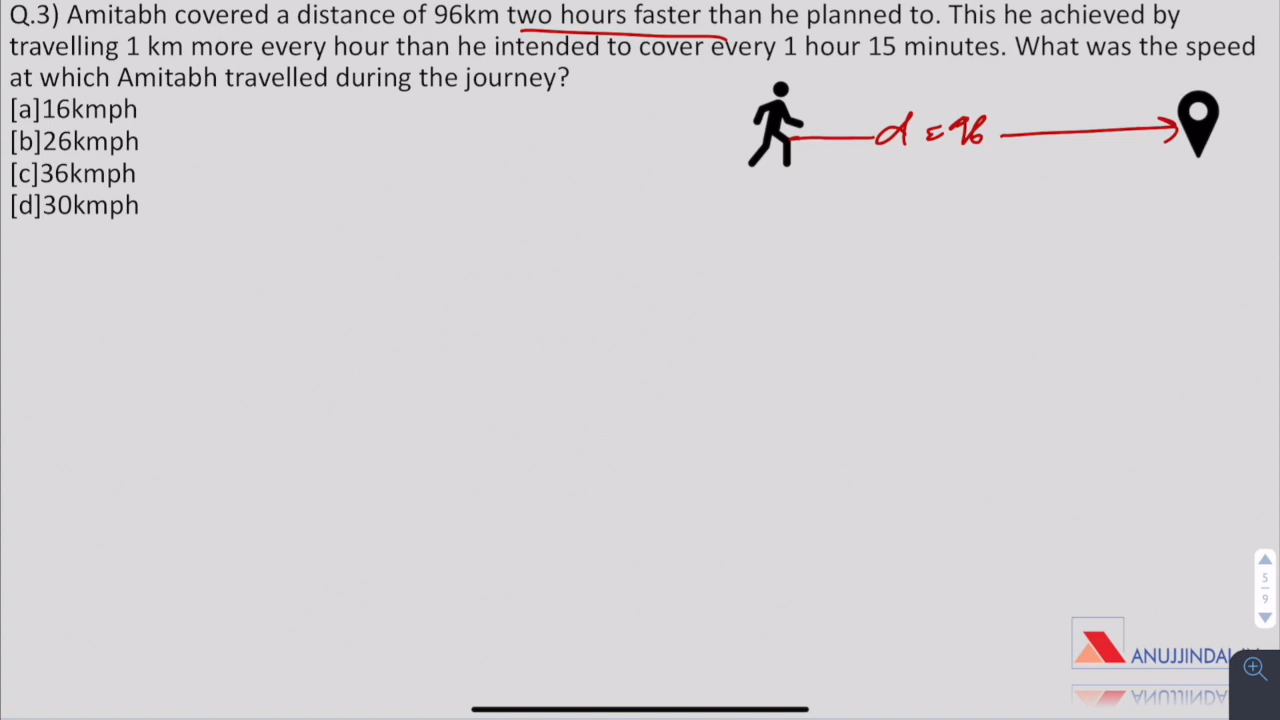 Q.3) Amitabh covered a distance of 96km two hours faster than he planned to. This he achieved by
travelling 1 km more every hour than he intended to cover every 1 hour 15 minutes. What was the speed
at which Amitabh travelled during the journey?
[a]16kmph
[b]26kmph
[c]36kmph
[d]30kmph
d = 96
5
9